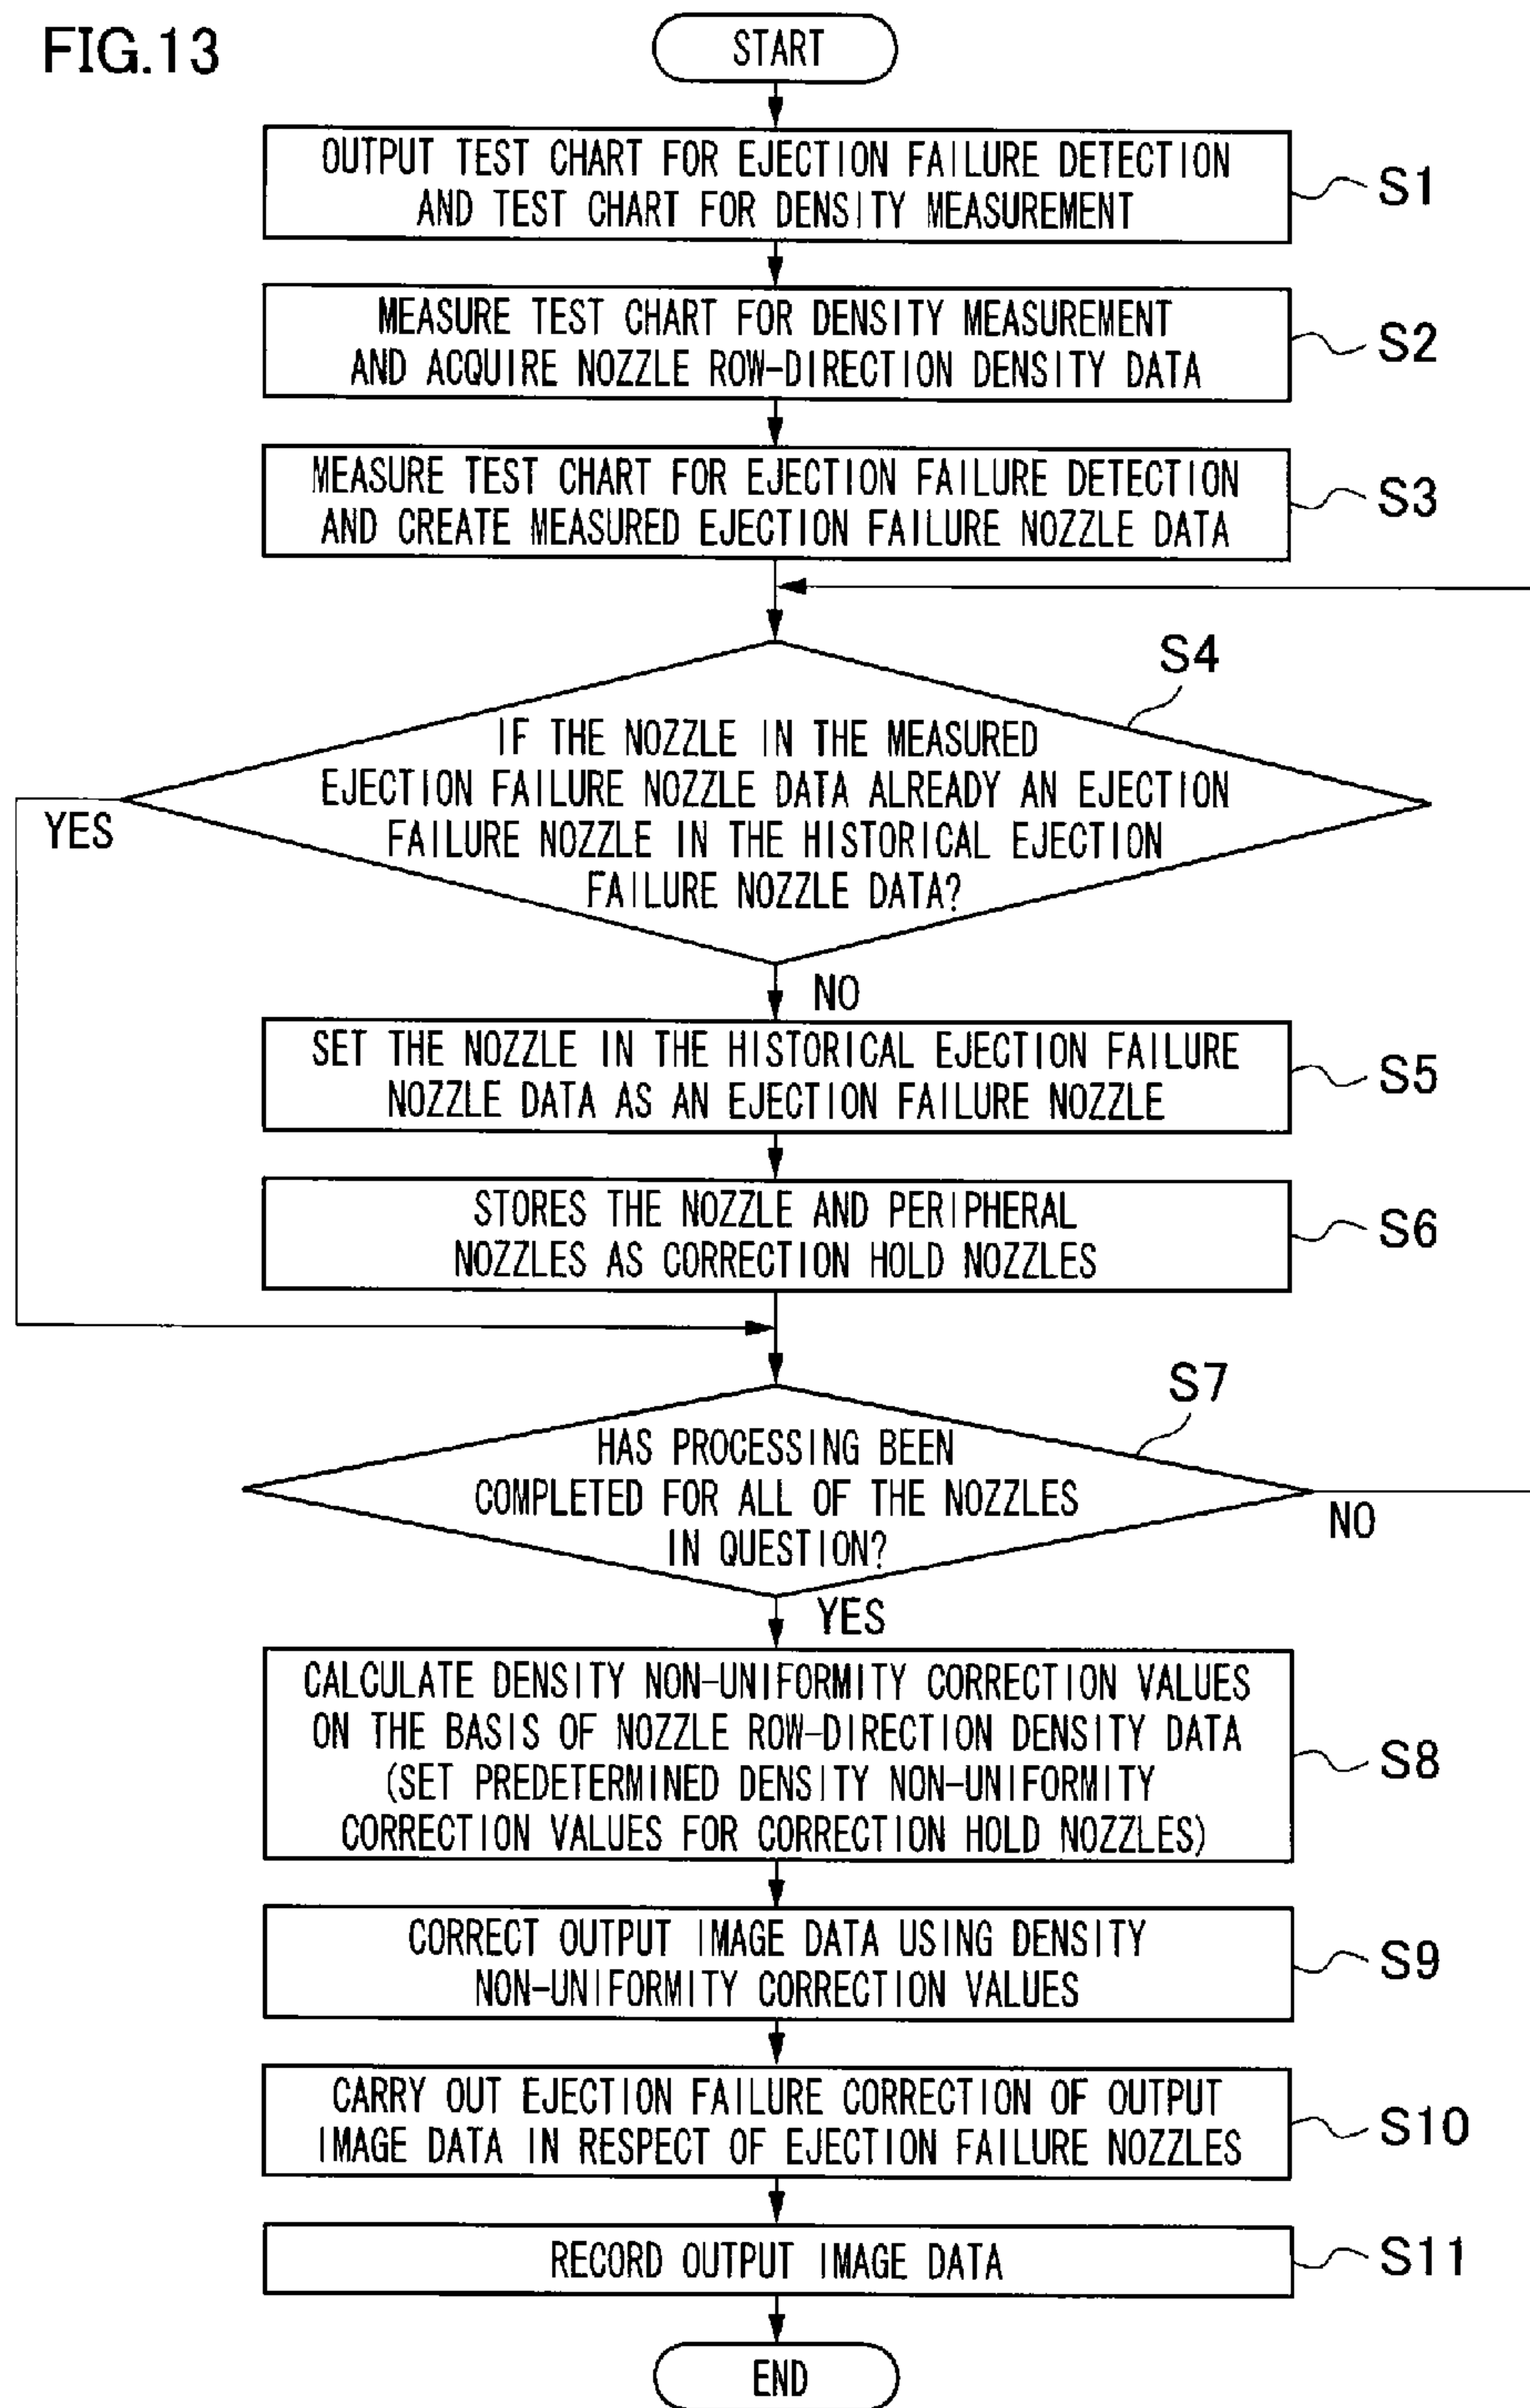 FIG.13
START
OUTPUT TEST CHART FOR EJECTION FAILURE DETECTION
AND TEST CHART FOR DENSITY MEASUREMENT
S1
MEASURE TEST CHART FOR DENSITY MEASUREMENT
AND ACQUIRE NOZZLE ROW-DIRECTION DENSITY DATA
S2
MEASURE TEST CHART FOR EJECTION FAILURE DETECTION
AND CREATE MEASURED EJECTION FAILURE NOZZLE DATA
S3
S4
IF THE NOZZLE IN THE MEASURED
EJECTION FAILURE NOZZLE DATA ALREADY AN EJECTION
FAILURE NOZZLE IN THE HISTORICAL EJECTION
FAILURE NOZZLE DATA?
YES
NO
SET THE NOZZLE IN THE HISTORICAL EJECTION FAILURE
NOZZLE DATA AS AN EJECTION FAILURE NOZZLE
S5
STORES THE NOZZLE AND PERIPHERAL
NOZZLES AS CORRECTION HOLD NOZZLES
S6
S7
HAS PROCESSING BEEN
COMPLETED FOR ALL OF THE NOZZLES
IN QUESTION?
NO
YES
CALCULATE DENSITY NON-UNIFORMITY CORRECTION VALUES
ON THE BASIS OF NOZZLE ROW-DIRECTION DENSITY DATA
(SET PREDETERMINED DENSITY NON-UNIFORMITY
CORRECTION VALUES FOR CORRECTION HOLD NOZZLES)
S8
CORRECT OUTPUT IMAGE DATA USING DENSITY
NON-UNIFORMITY CORRECTION VALUES
S9
CARRY OUT EJECTION FAILURE CORRECTION OF OUTPUT
IMAGE DATA IN RESPECT OF EJECTION FAILURE NOZZLES
S10
RECORD OUTPUT IMAGE DATA
S11
END